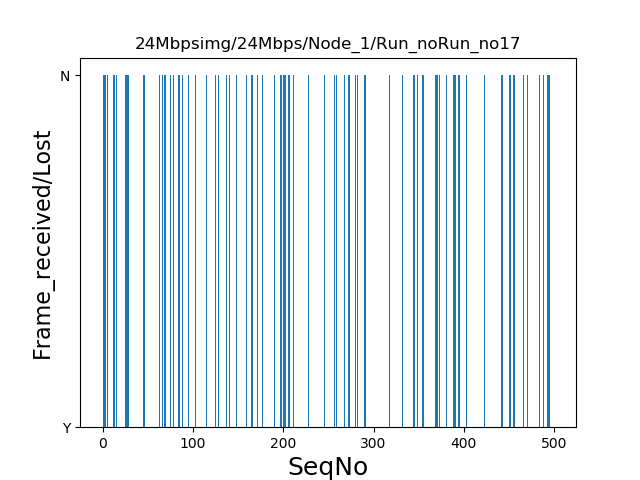 24Mbpsimg/24Mbps/Node_1/Run_noRun_no17
N
Frame_received/Lost
Y
0 100 200 300 400 500
SeqNo